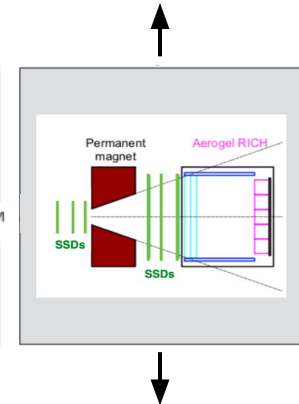 Permanent
magnet
Aerogel RICH
M
SSDs
SSDs